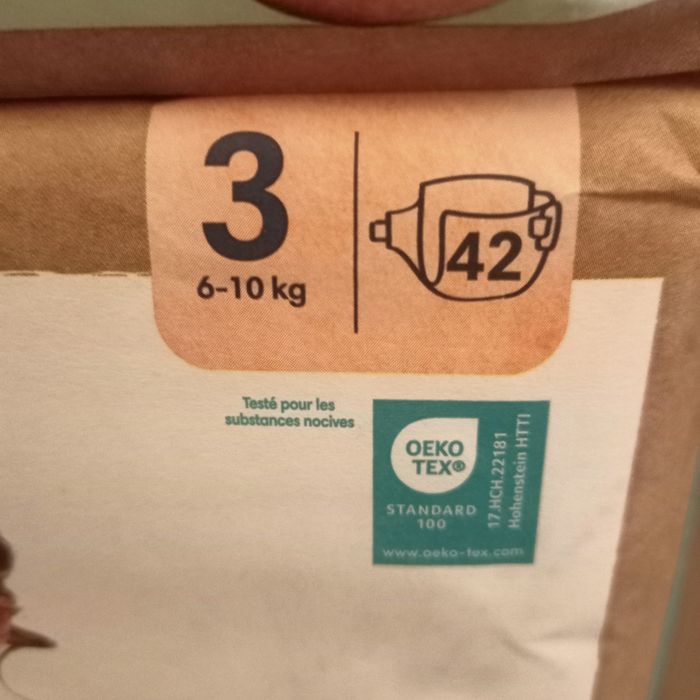 3
6-10 kg
42
Testé pour les
substances nocives
OEKO
TEX®
STANDARD
100
17.HCH.22181
Hohenstein HTTI
www.oeko-tex.com